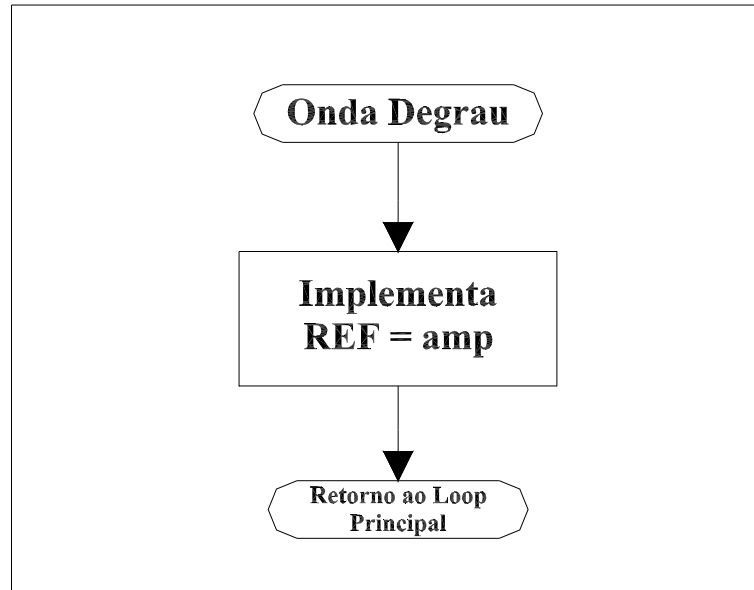 Onda Degrau
Implementa
REF = amp
Retorno ao Loop
Principal